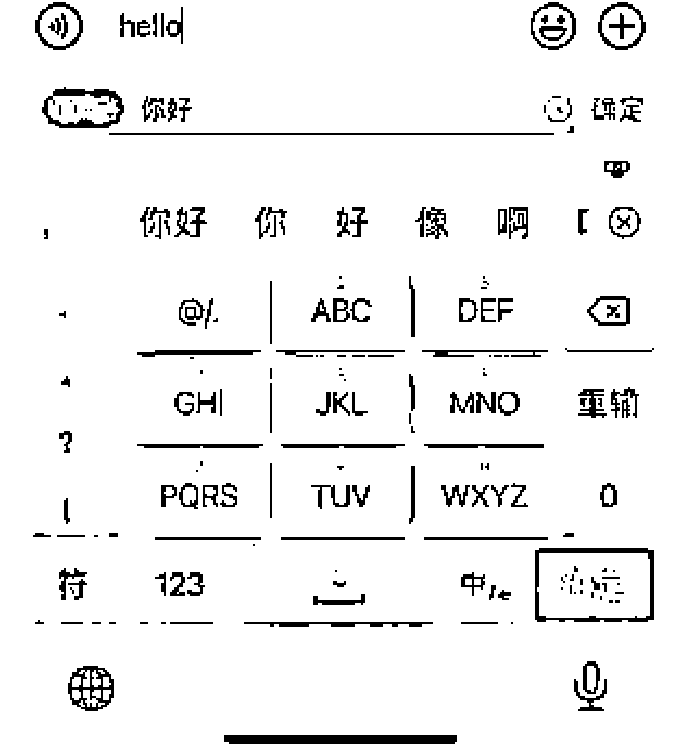 hello
你好 确定
你好 你 好 像 啊
,
@/. ABC DEF
GHI JKL MNO 重输
?
PQRS TUV WXYZ 0
符 123 中/